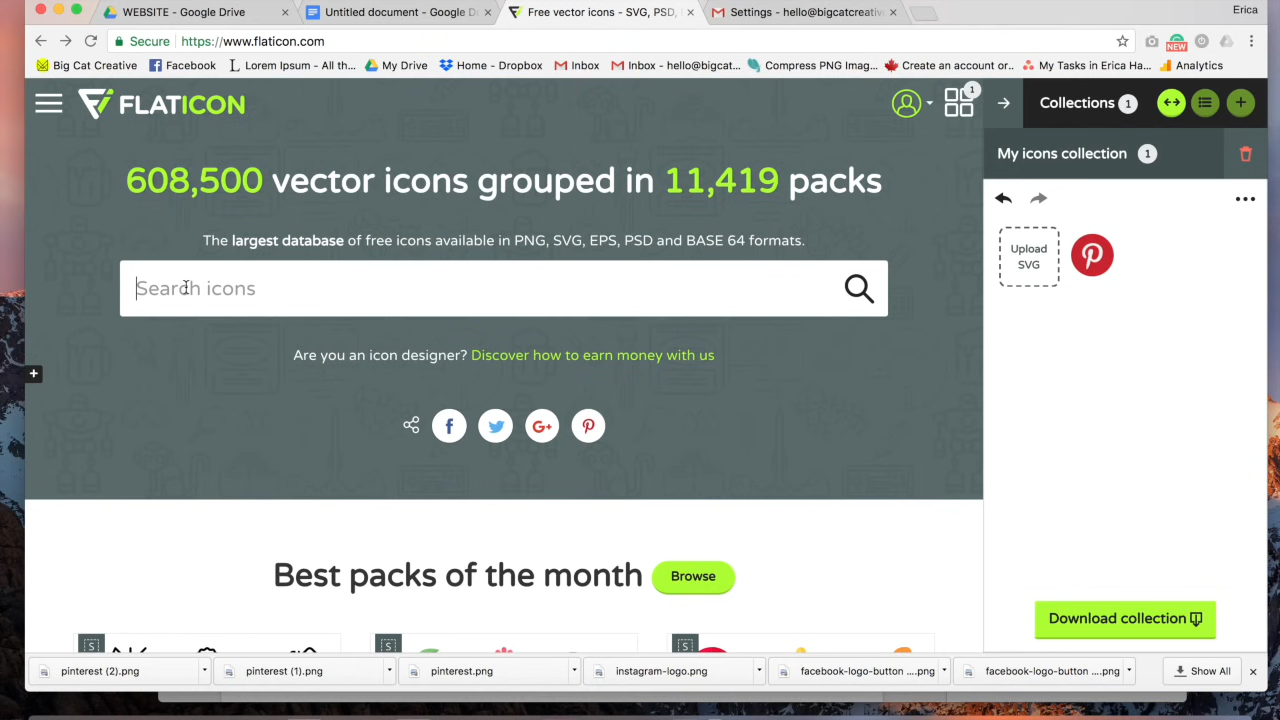 WEBSITE - Google Drive
Untitled document - Google D
Free vector icons - SVG, PSD,
Settings - hello@bigcatcreative
Erica
Secure https://www.flaticon.com
NEW
Big Cat Creative
Facebook
Lorem Ipsum - All th...
My Drive
Home - Dropbox
Inbox
Inbox - hello@bigcat...
Compress PNG Imag...
Create an account or..
My Tasks in Erica Ha...
Analytics
FLATICON
1
Collections 1
My icons collection 1
608,500 vector icons grouped in 11,419 packs
The largest database of free icons available in PNG, SVG, EPS, PSD and BASE 64 formats.
Upload
SVG
Search icons
Are you an icon designer? Discover how to earn money with us
Best packs of the month
Browse
Download collection
S
S
S
pinterest (2).png
pinterest (1).png
pinterest.png
instagram-logo.png
facebook-logo-button ....png
facebook-logo-button ....png
Show All